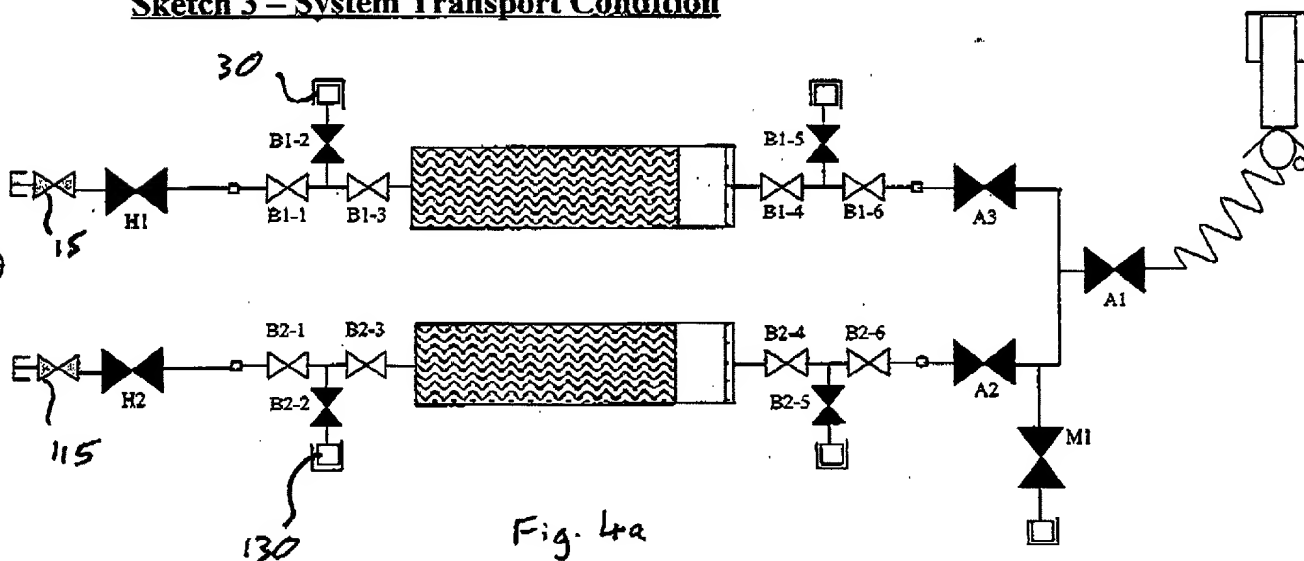 Sketch 3 – System Transport Condition
30
B1-2
B1-5
H1
B1-1
B1-3
B1-4
B1-6
A3
15
A1
B2-1
B2-3
B2-4
B2-6
H2
B2-2
B2-5
A2
M1
115
130
Fig. 4a